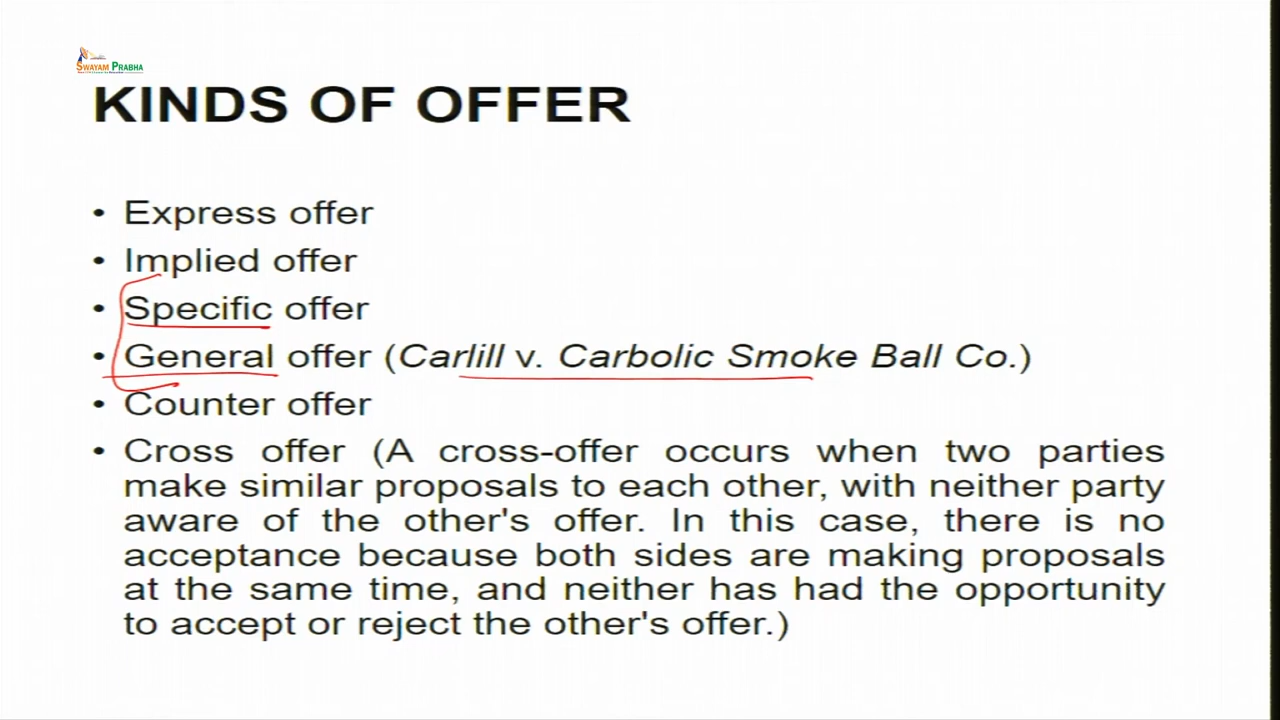 SWAYAM PRABHA
KINDS OF OFFER
• Express offer
• Implied offer
• Specific offer
• General offer (Carlill v. Carbolic Smoke Ball Co.)
• Counter offer
• Cross offer (A cross-offer occurs when two parties
make similar proposals to each other, with neither party
aware of the other's offer. In this case, there is no
acceptance because both sides are making proposals
at the same time, and neither has had the opportunity
to accept or reject the other's offer.)